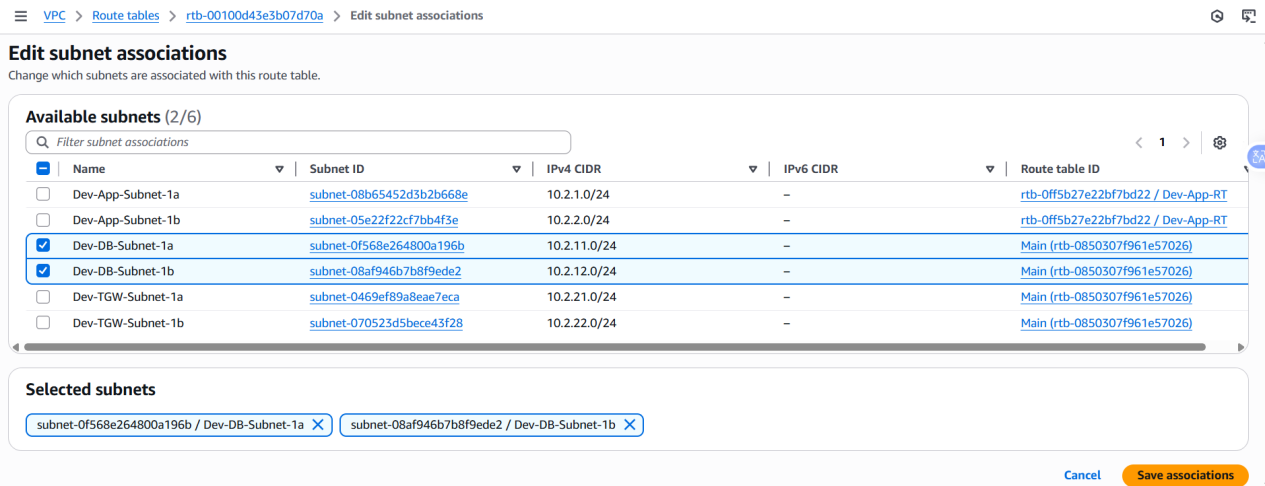 VPC > Route tables > rtb-00100d43e3b07d70a > Edit subnet associations
Edit subnet associations
Change which subnets are associated with this route table.
Available subnets (2/6)
Filter subnet associations
1
Name Subnet ID IPv4 CIDR IPv6 CIDR Route table ID
Dev-App-Subnet-1a subnet-08b65452d3b2b668e 10.2.1.0/24 – rtb-0ff5b27e22bf7bd22 / Dev-App-RT
Dev-App-Subnet-1b subnet-05e22f22cf7bb4f3e 10.2.2.0/24 – rtb-0ff5b27e22bf7bd22 / Dev-App-RT
Dev-DB-Subnet-1a subnet-0f568e264800a196b 10.2.11.0/24 – Main (rtb-0850307f961e57026)
Dev-DB-Subnet-1b subnet-08af946b7b8f9ede2 10.2.12.0/24 – Main (rtb-0850307f961e57026)
Dev-TGW-Subnet-1a subnet-0469ef89a8eae7eca 10.2.21.0/24 – Main (rtb-0850307f961e57026)
Dev-TGW-Subnet-1b subnet-070523d5bece43f28 10.2.22.0/24 – Main (rtb-0850307f961e57026)
Selected subnets
subnet-0f568e264800a196b / Dev-DB-Subnet-1a subnet-08af946b7b8f9ede2 / Dev-DB-Subnet-1b
Cancel Save associations